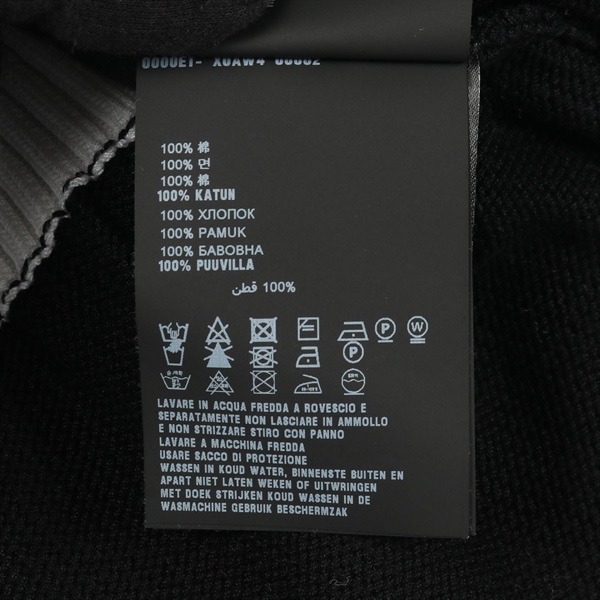 100% 棉
100% 면
100% 棉
100% KATUN
100% ХЛОПОК
100% PAMUK
100% БАВОВНА
100% PUUVILLA
100% قطن
P W
P
LAVARE IN ACQUA FREDDA A ROVESCIO E
SEPARATAMENTE NON LASCIARE IN AMMOLLO
E NON STRIZZARE STIRO CON PANNO
LAVARE A MACCHINA FREDDA
USARE SACCO DI PROTEZIONE
WASSEN IN KOUD WATER, BINNENSTE BUITEN EN
APART NIET LATEN WEKEN OF UITWRINGEN
MET DOEK STRIJKEN KOUD WASSEN IN DE
WASMACHINE GEBRUIK BESCHERMZAK